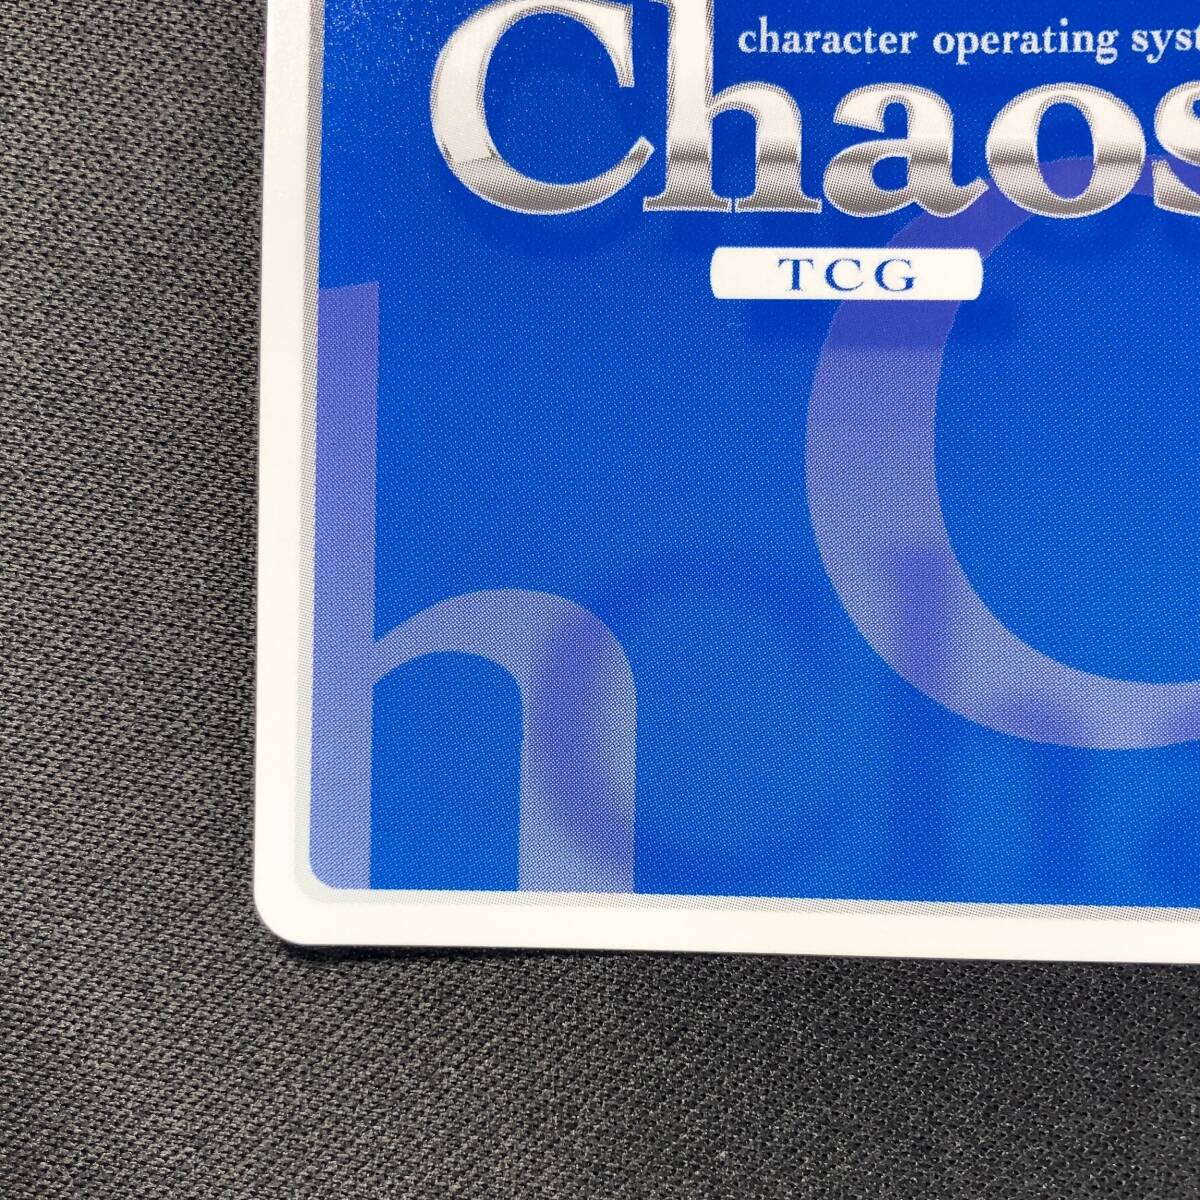 character operating syst
Chaos
TCG
h